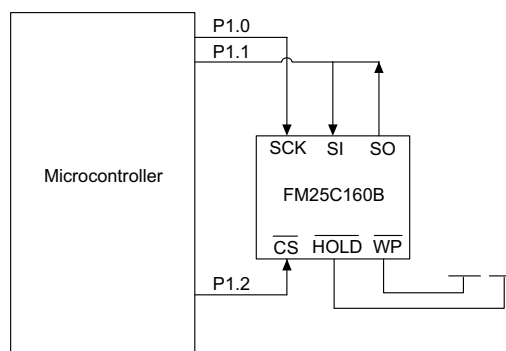 P1.0
P1.1
SCK SI SO
Microcontroller
FM25C160B
CS HOLD WP
P1.2